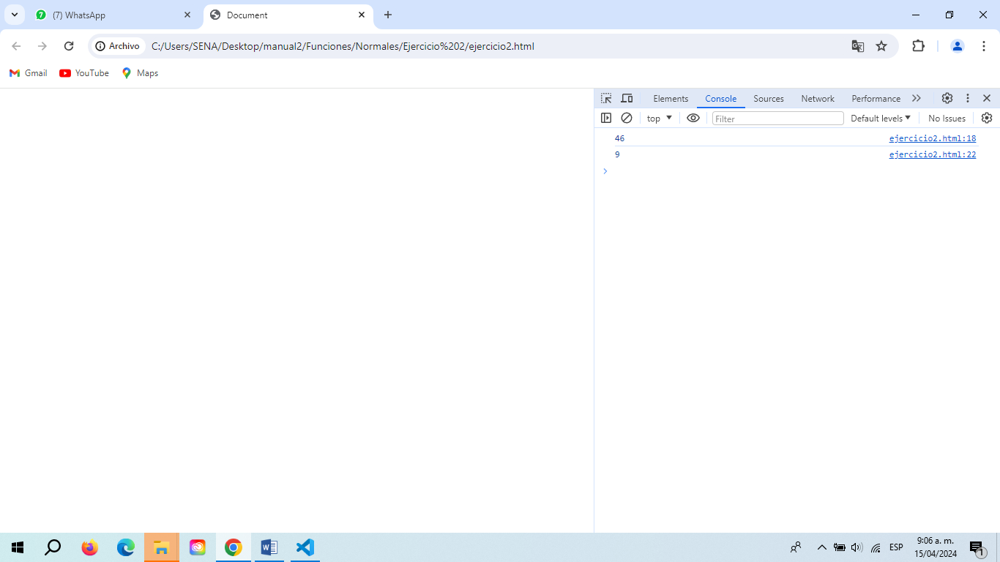 (7) WhatsApp
Document
Archivo C:/Users/SENA/Desktop/manual2/Funciones/Normales/Ejercicio%202/ejercicio2.html
Gmail YouTube Maps
Elements Console Sources Network Performance
top Filter Default levels No Issues
46 ejercicio2.html:18
9 ejercicio2.html:22
ESP
9:06 a. m.
15/04/2024
1